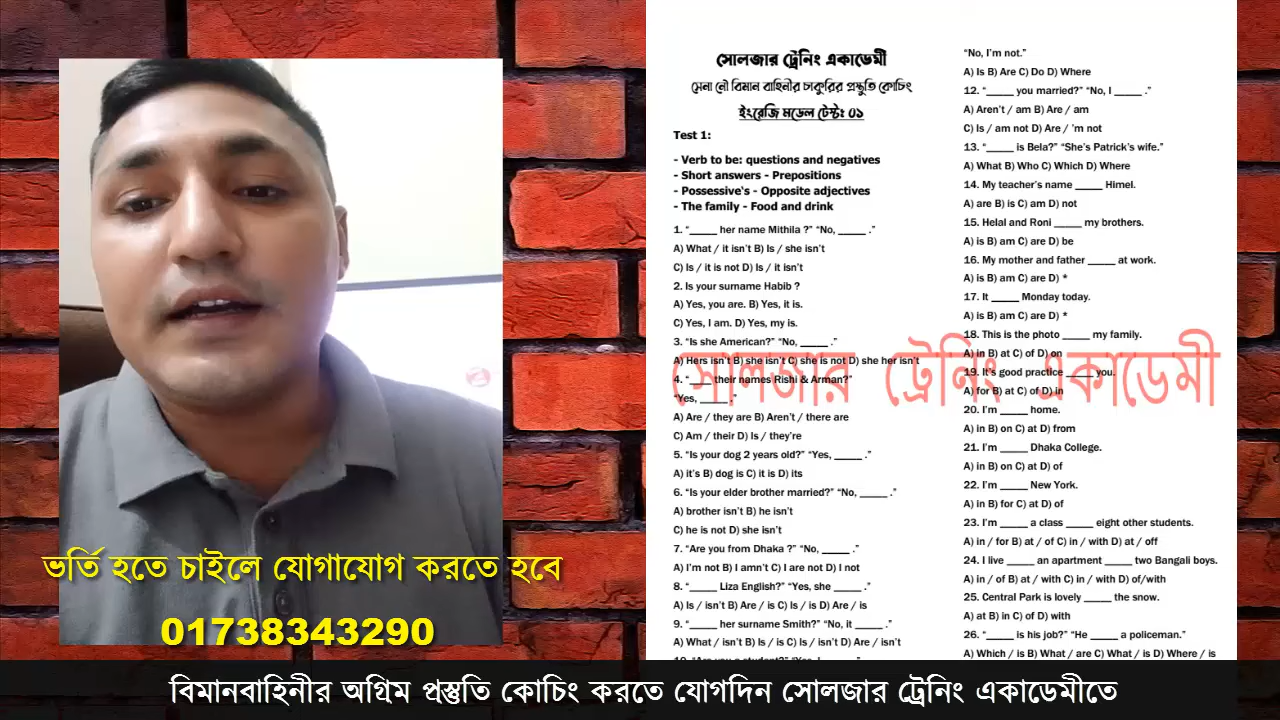 সোলজার ট্রেনিং একাডেমী
সেনা নৌ বিমান বাহিনীর চাকুরির প্রস্তুতি কোচিং
ইংরেজি মডেল টেস্টঃ ০১
Test 1:
- Verb to be: questions and negatives
- Short answers - Prepositions
- Possessive's - Opposite adjectives
- The family - Food and drink
1. “_____ her name Mithila ?” “No, _____ .”
A) What / it isn't B) Is / she isn't
C) Is / it is not D) Is / it isn't
2. Is your surname Habib ?
A) Yes, you are. B) Yes, it is.
C) Yes, I am. D) Yes, my is.
3. “Is she American?” “No, _____ .”
A) Hers isn't B) she isn't C) she is not D) she her isn't
4. “____ their names Rishi & Arman?”
“Yes, _____ .”
A) Are / they are B) Aren't / there are
C) Am / their D) Is / they're
5. “Is your dog 2 years old?” “Yes, _____ .”
A) it's B) dog is C) it is D) its
6. “Is your elder brother married?” “No, _____ .”
A) brother isn't B) he isn't
C) he is not D) she isn't
7. “Are you from Dhaka ?” “No, _____ .”
A) I'm not B) I amn't C) I are not D) I not
8. “_____ Liza English?” “Yes, she _____ .”
A) Is / isn't B) Are / is C) Is / is D) Are / is
9. “_____ her surname Smith?” “No, it _____ .”
A) What / isn't B) Is / is C) Is / isn't D) Are / isn't
10. “Are you a student?” “Yes, I _____ .”
“No, I'm not.”
A) Is B) Are C) Do D) Where
12. “_____ you married?” “No, I _____ .”
A) Aren't / am B) Are / am
C) Is / am not D) Are / 'm not
13. “_____ is Bela?” “She's Patrick's wife.”
A) What B) Who C) Which D) Where
14. My teacher's name _____ Himel.
A) are B) is C) am D) not
15. Helal and Roni _____ my brothers.
A) is B) am C) are D) be
16. My mother and father _____ at work.
A) is B) am C) are D) *
17. It _____ Monday today.
A) is B) am C) are D) *
18. This is the photo _____ my family.
A) in B) at C) of D) on
19. It's good practice _____ you.
A) for B) at C) of D) in
20. I'm _____ home.
A) in B) on C) at D) from
21. I'm _____ Dhaka College.
A) in B) on C) at D) of
22. I'm _____ New York.
A) in B) for C) at D) of
23. I'm _____ a class _____ eight other students.
A) in / for B) at / of C) in / with D) at / off
24. I live _____ an apartment _____ two Bangali boys.
A) in / of B) at / with C) in / with D) of/with
25. Central Park is lovely _____ the snow.
A) at B) in C) of D) with
26. “_____ is his job?” “He _____ a policeman.”
A) Which / is B) What / are C) What / is D) Where / is
সোলজার ট্রেনিং একাডেমী
ভর্তি হতে চাইলে যোগাযোগ করতে হবে
01738343290
বিমানবাহিনীর অগ্রিম প্রস্তুতি কোচিং করতে যোগদিন সোলজার ট্রেনিং একাডেমীতে